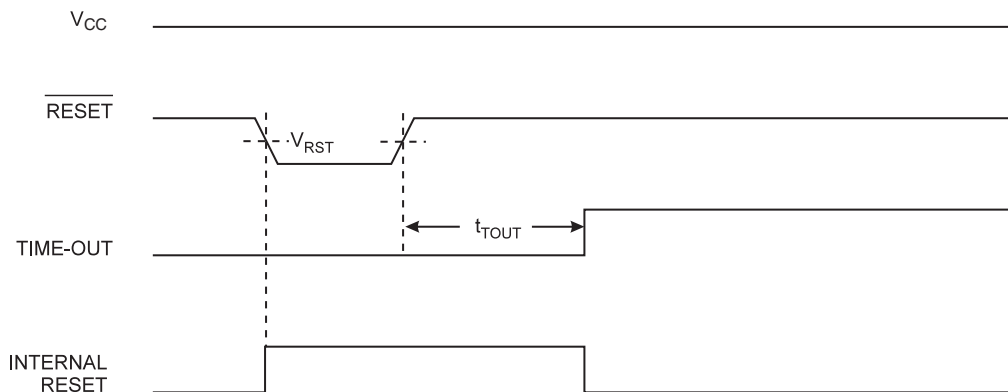 VCC
RESET
VRST
tTOUT
TIME-OUT
INTERNAL
RESET